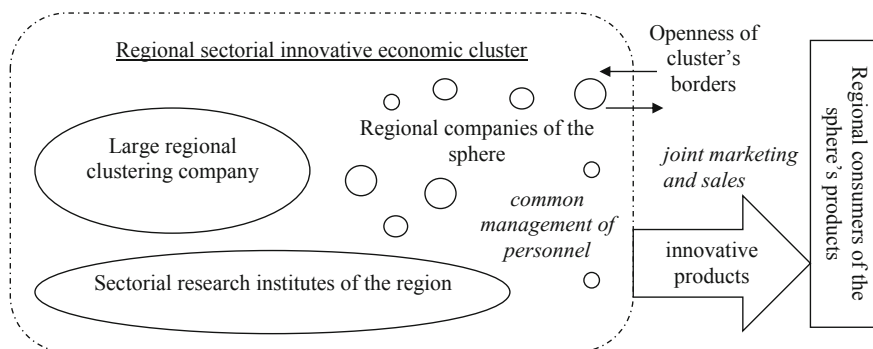 Regional sectorial innovative economic cluster
Openness of
cluster's
borders
Large regional
clustering company
Regional companies of the
sphere
joint marketing
and sales
common
management of
personnel
innovative
products
Sectorial research institutes of the region
Regional consumers of the
sphere's products